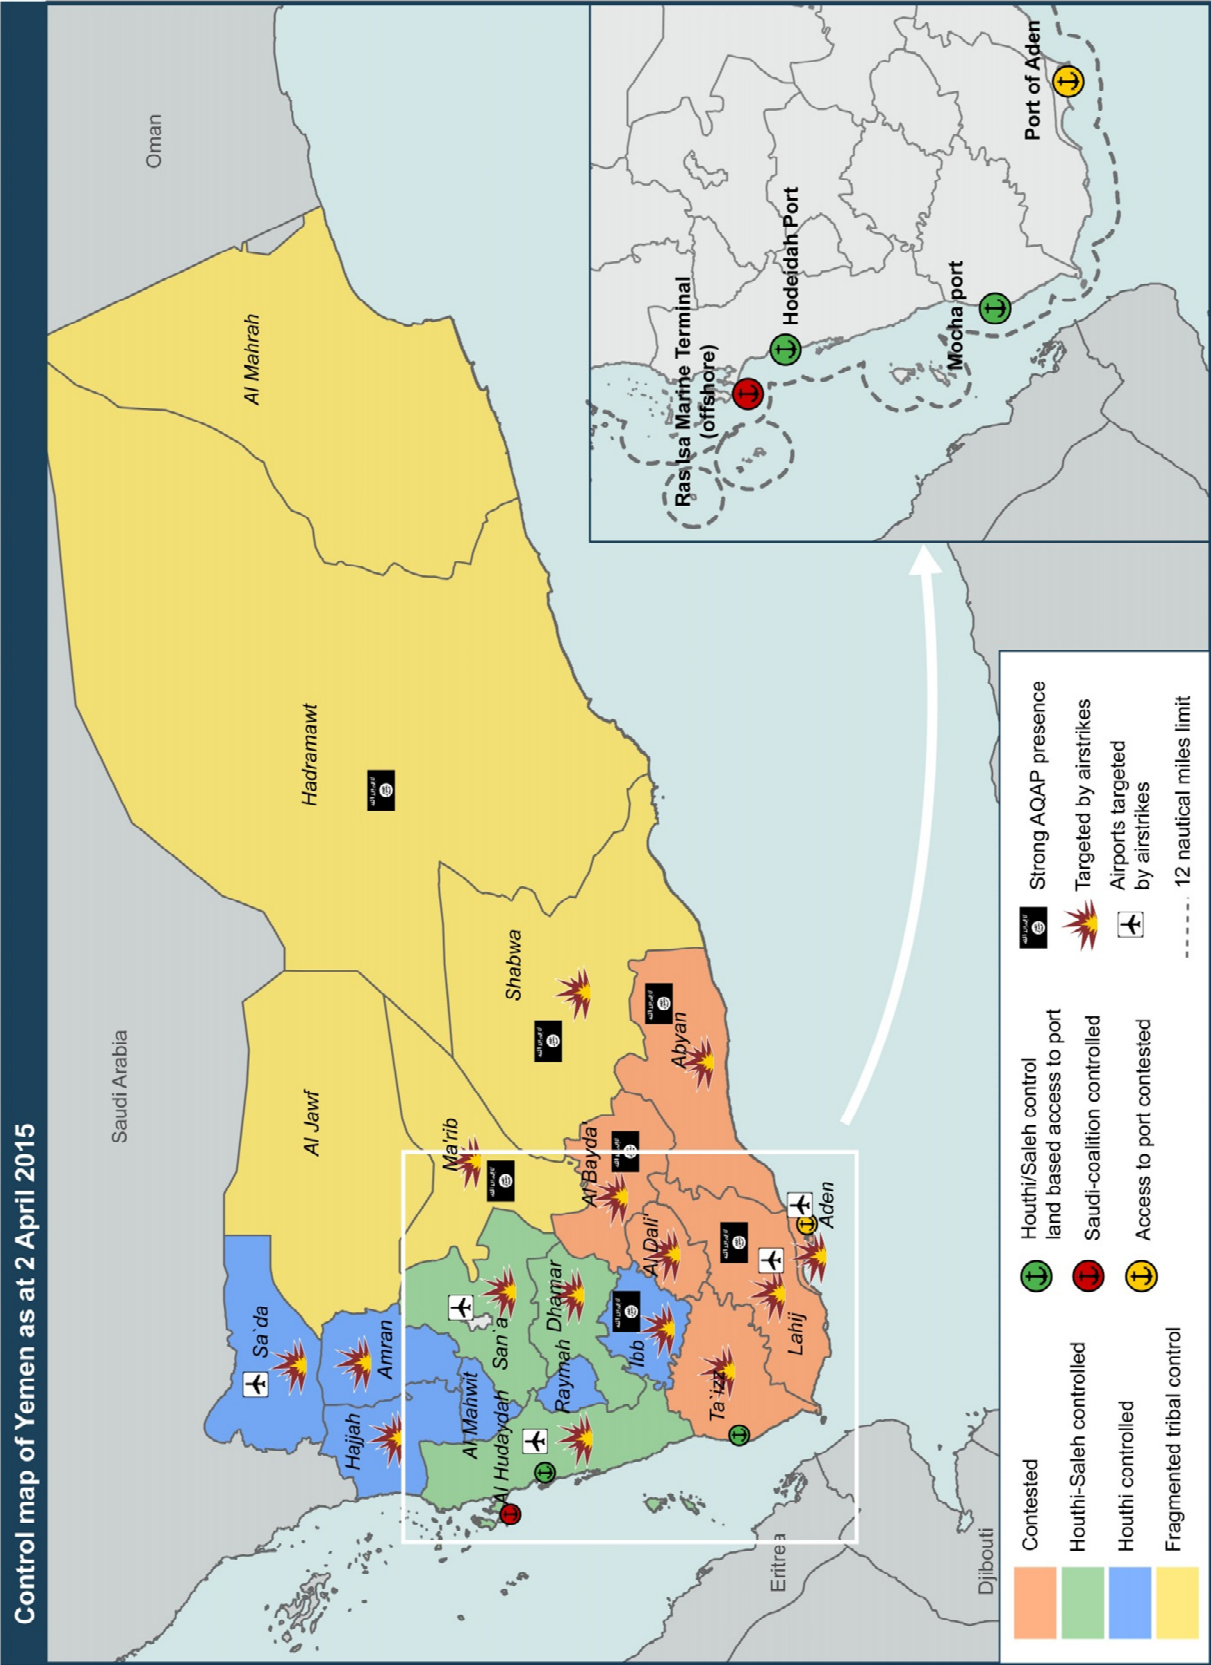 Control map of Yemen as at 2 April 2015
Saudi Arabia
Oman
Sa`da
Al Jawf
Hadramawt
Al Mahrah
Hajjah
Amran
Ma'rib
Shabwa
Al Mahwit
Al Hudaydah
San`a
Raymah
Dhamar
Al Bayda'
Ibb
Al Dali'
Abyan
Ta`izz
Lahij
Aden
Eritrea
Djibouti
Ras Isa Marine Terminal
(offshore)
Hodeidah Port
Mocha port
Port of Aden
Contested
Houthi-Saleh controlled
Houthi controlled
Fragmented tribal control
Houthi/Saleh control
land based access to port
Saudi-coalition controlled
Access to port contested
Strong AQAP presence
Targeted by airstrikes
Airports targeted
by airstrikes
12 nautical miles limit